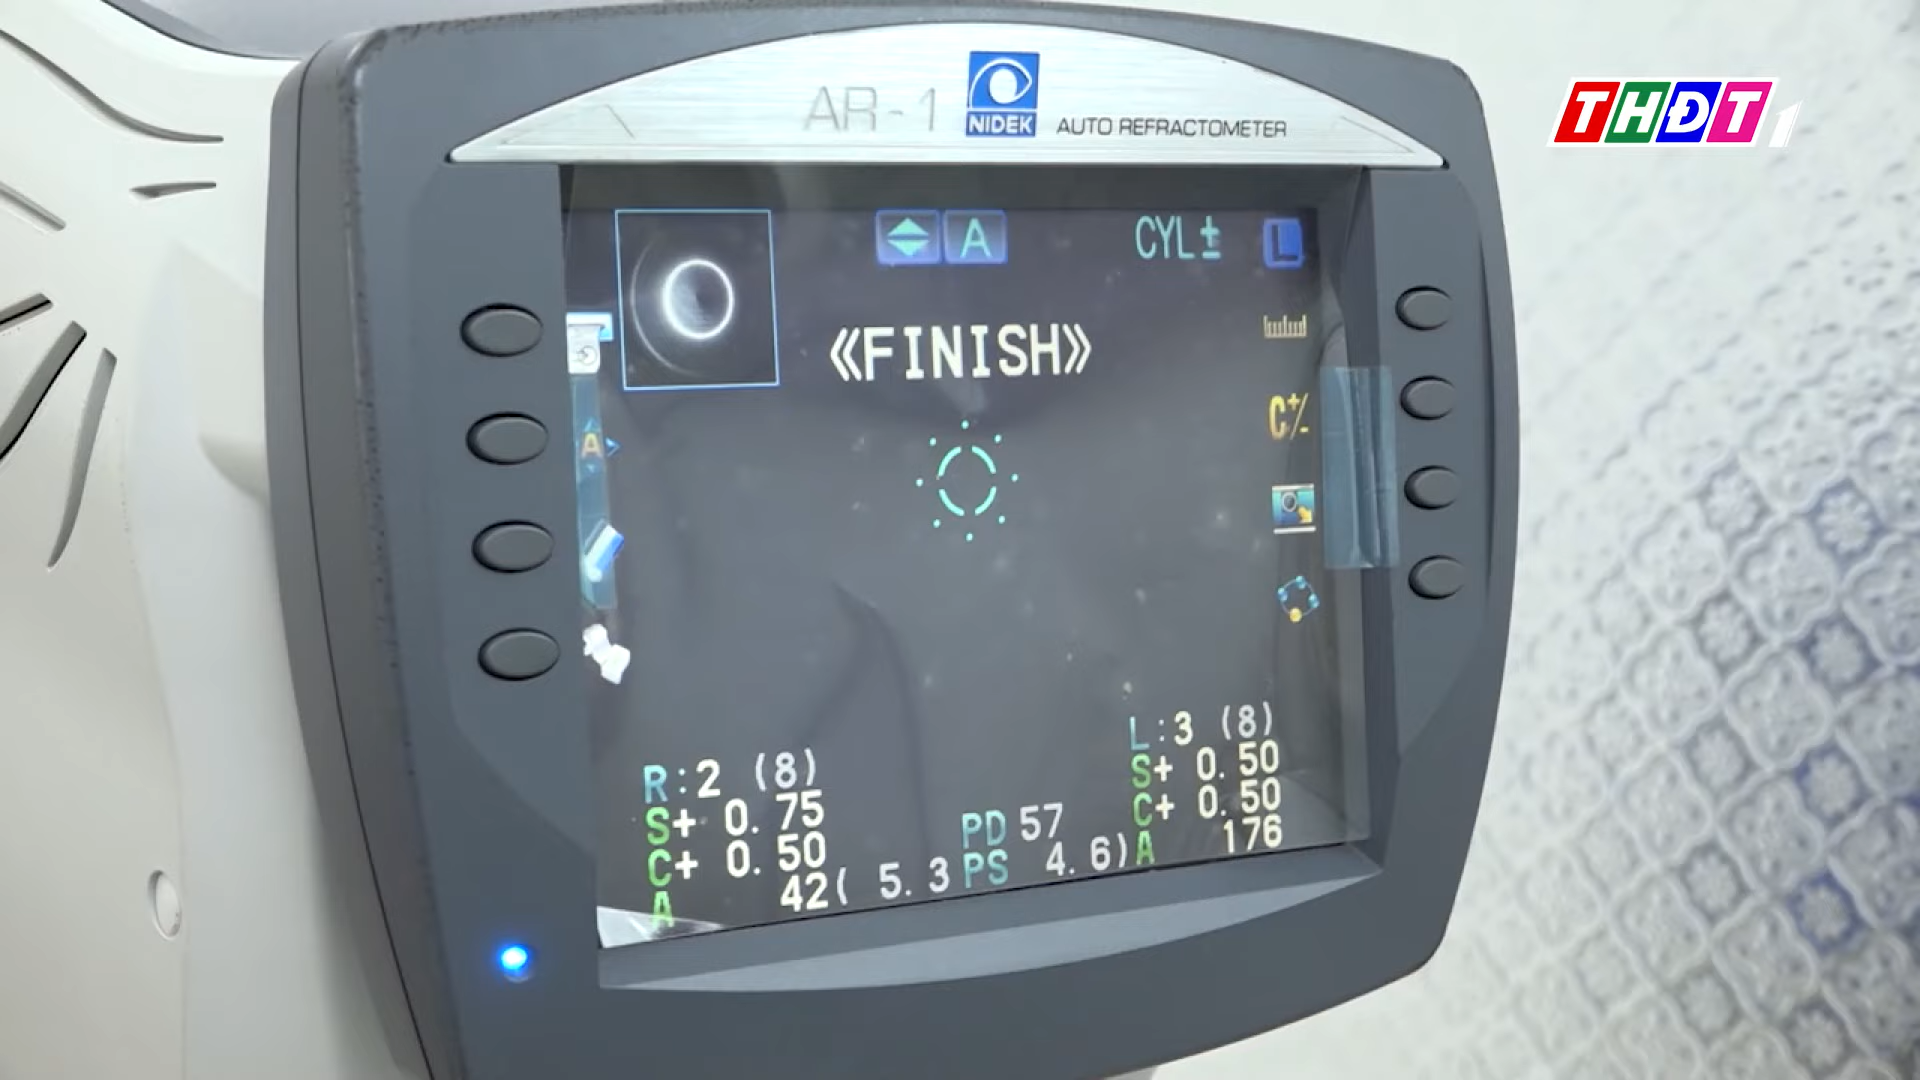 AR-1 NIDEK AUTO REFRACTOMETER
THĐT1
A CYL± L
«FINISH»
C+/-
A
R:2 (8)
S+ 0.75
C+ 0.50
A 42
PD 57
( 5.3 PS 4.6)
L:3 (8)
S+ 0.50
C+ 0.50
A 176